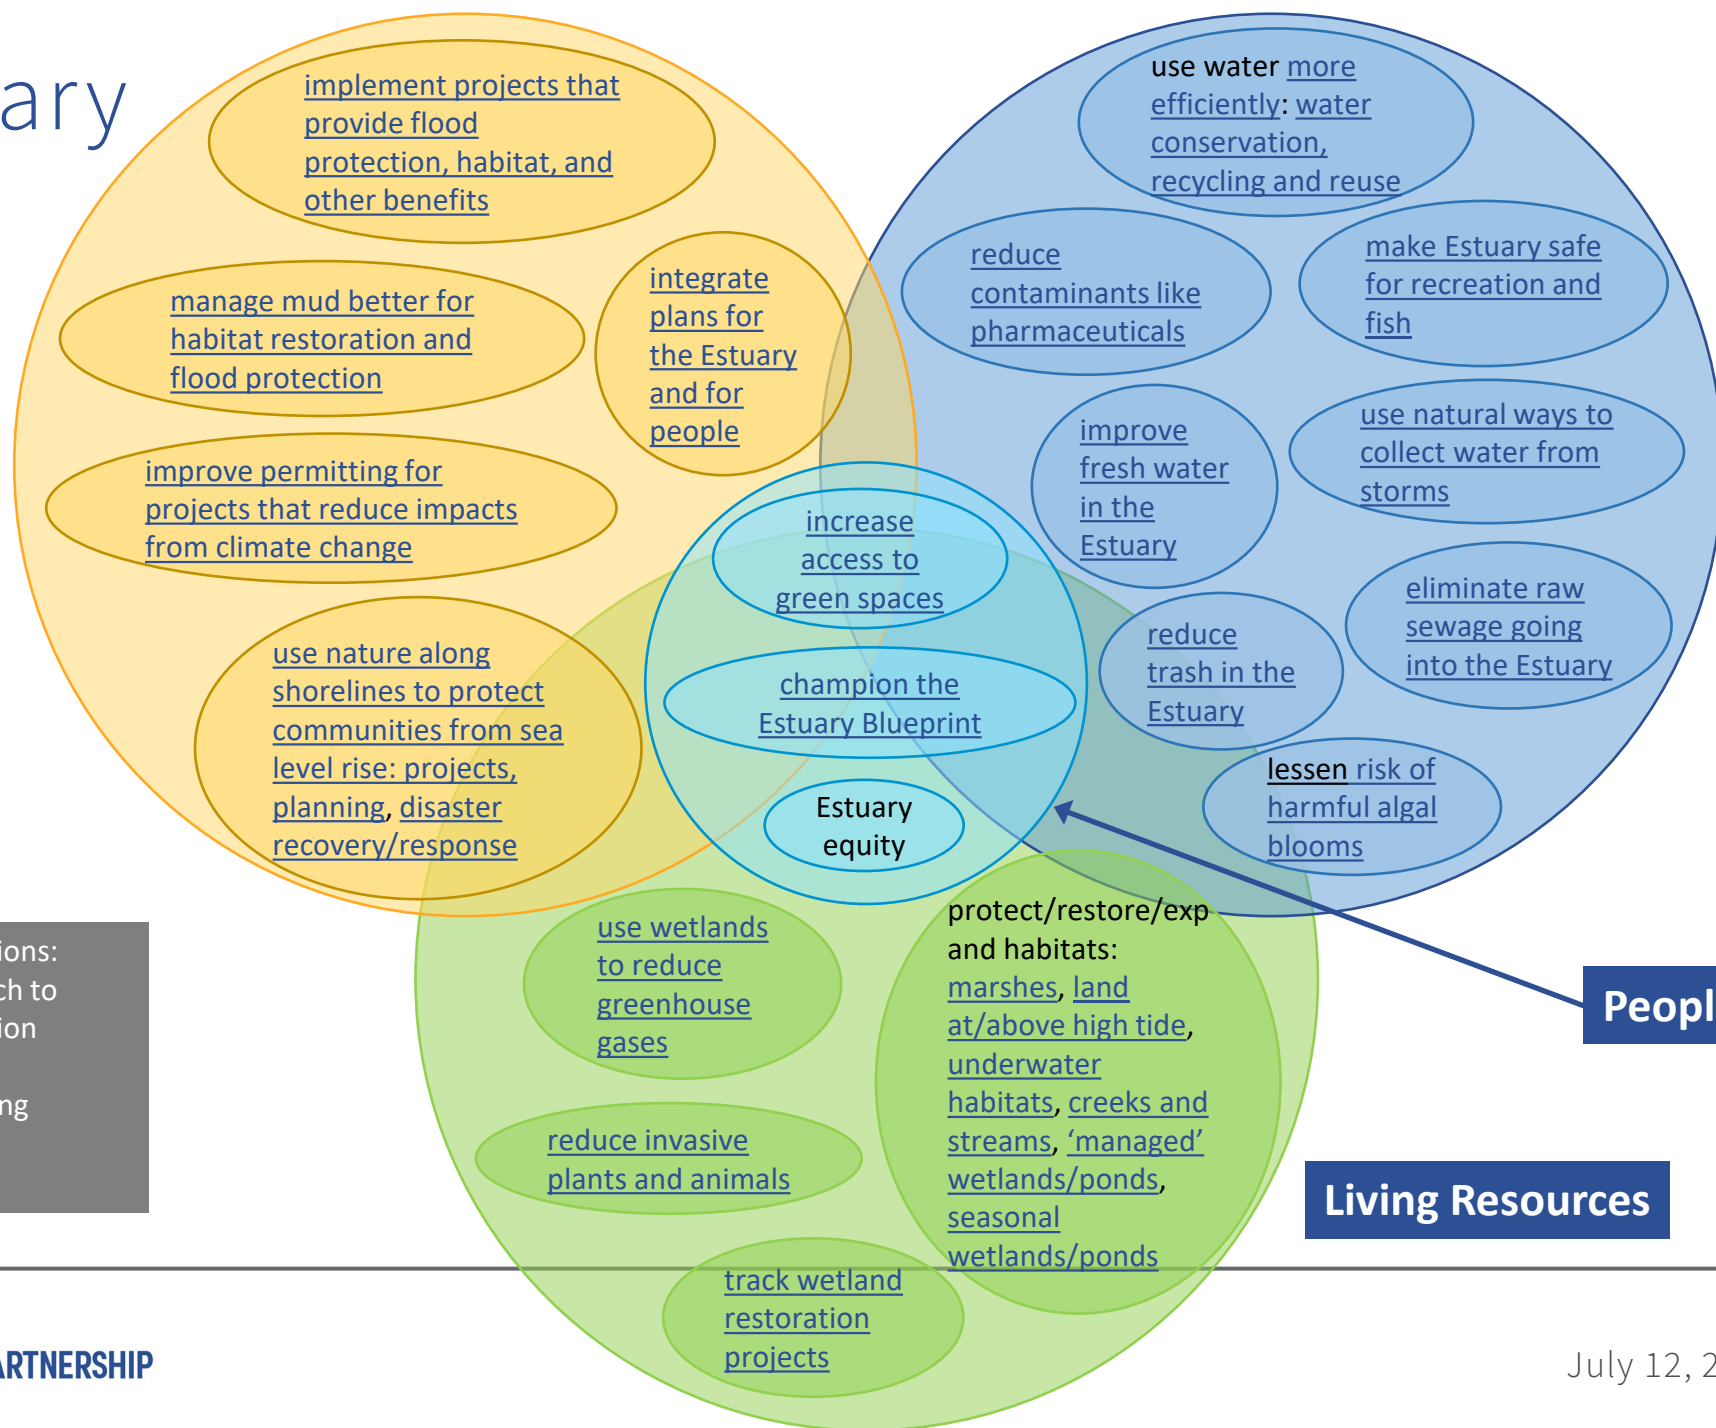 ary
implement projects that
provide flood
protection, habitat, and
other benefits
manage mud better for
habitat restoration and
flood protection
integrate
plans for
the Estuary
and for
people
improve permitting for
projects that reduce impacts
from climate change
use nature along
shorelines to protect
communities from sea
level rise: projects,
planning, disaster
recovery/response
use water more
efficiently: water
conservation,
recycling and reuse
reduce
contaminants like
pharmaceuticals
make Estuary safe
for recreation and
fish
improve
fresh water
in the
Estuary
use natural ways to
collect water from
storms
eliminate raw
sewage going
into the Estuary
reduce
trash in the
Estuary
lessen risk of
harmful algal
blooms
increase
access to
green spaces
champion the
Estuary Blueprint
Estuary
equity
use wetlands
to reduce
greenhouse
gases
reduce invasive
plants and animals
track wetland
restoration
projects
protect/restore/exp
and habitats:
marshes, land
at/above high tide,
underwater
habitats, creeks and
streams, ‘managed’
wetlands/ponds,
seasonal
wetlands/ponds
Peopl
Living Resources
ions:
ch to
ion
ng
ARTNERSHIP
July 12, 2